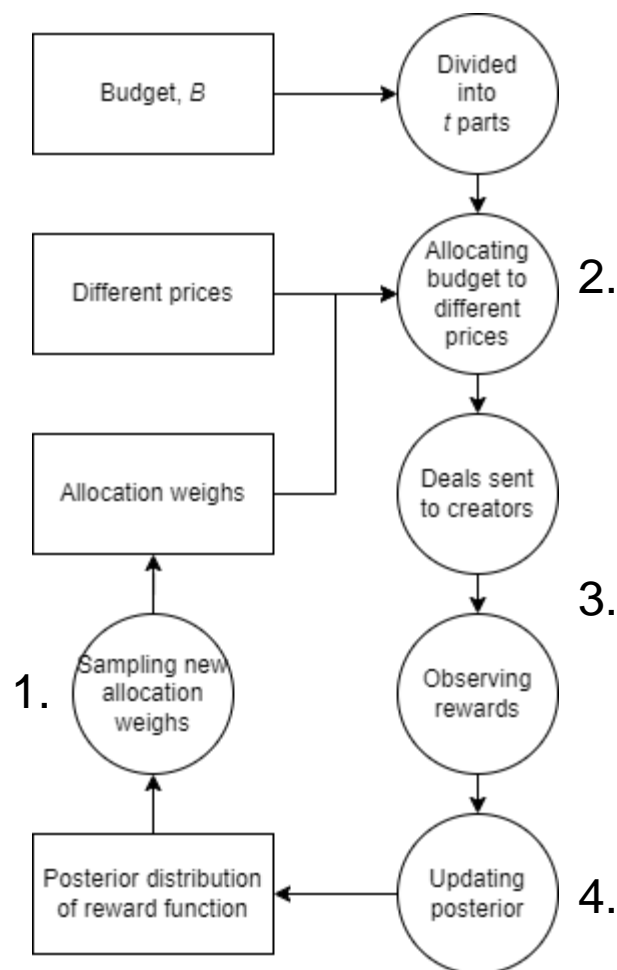 Budget, B
Divided
into
t parts
Different prices
Allocating
budget to
different
prices
2.
Allocation weighs
Deals sent
to creators
3.
1.
Sampling new
allocation
weighs
Observing
rewards
Posterior distribution
of reward function
Updating
posterior
4.